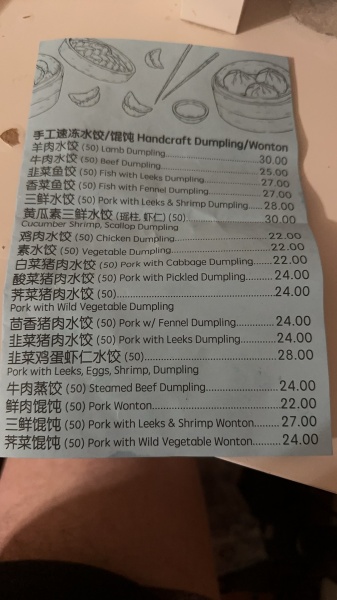 手工速冻水饺/馄饨 Handcraft Dumpling/Wonton
羊肉水饺 (50) Lamb Dumpling............30.00
牛肉水饺 (50) Beef Dumpling............25.00
韭菜鱼饺 (50) Fish with Leeks Dumpling............27.00
香菜鱼饺 (50) Fish with Fennel Dumpling............27.00
三鲜水饺 (50) Pork with Leeks & Shrimp Dumpling......28.00
黄瓜素三鲜水饺 (瑶柱, 虾仁) (50)............30.00
Cucumber Shrimp, Scallop Dumpling
鸡肉水饺 (50) Chicken Dumpling............22.00
素水饺 (50) Vegetable Dumpling............22.00
白菜猪肉水饺 (50) Pork with Cabbage Dumpling......22.00
酸菜猪肉水饺 (50) Pork with Pickled Dumpling........24.00
荠菜猪肉水饺 (50)............24.00
Pork with Wild Vegetable Dumpling
茴香猪肉水饺 (50) Pork w/ Fennel Dumpling.........24.00
韭菜猪肉水饺 (50) Pork with Leeks Dumpling.........24.00
韭菜鸡蛋虾仁水饺 (50)............28.00
Pork with Leeks, Eggs, Shrimp, Dumpling
牛肉蒸饺 (50) Steamed Beef Dumpling............24.00
鲜肉馄饨 (50) Pork Wonton............22.00
三鲜馄饨 (50) Pork with Leeks & Shrimp Wonton.........27.00
荠菜馄饨 (50) Pork with Wild Vegetable Wonton.........24.00